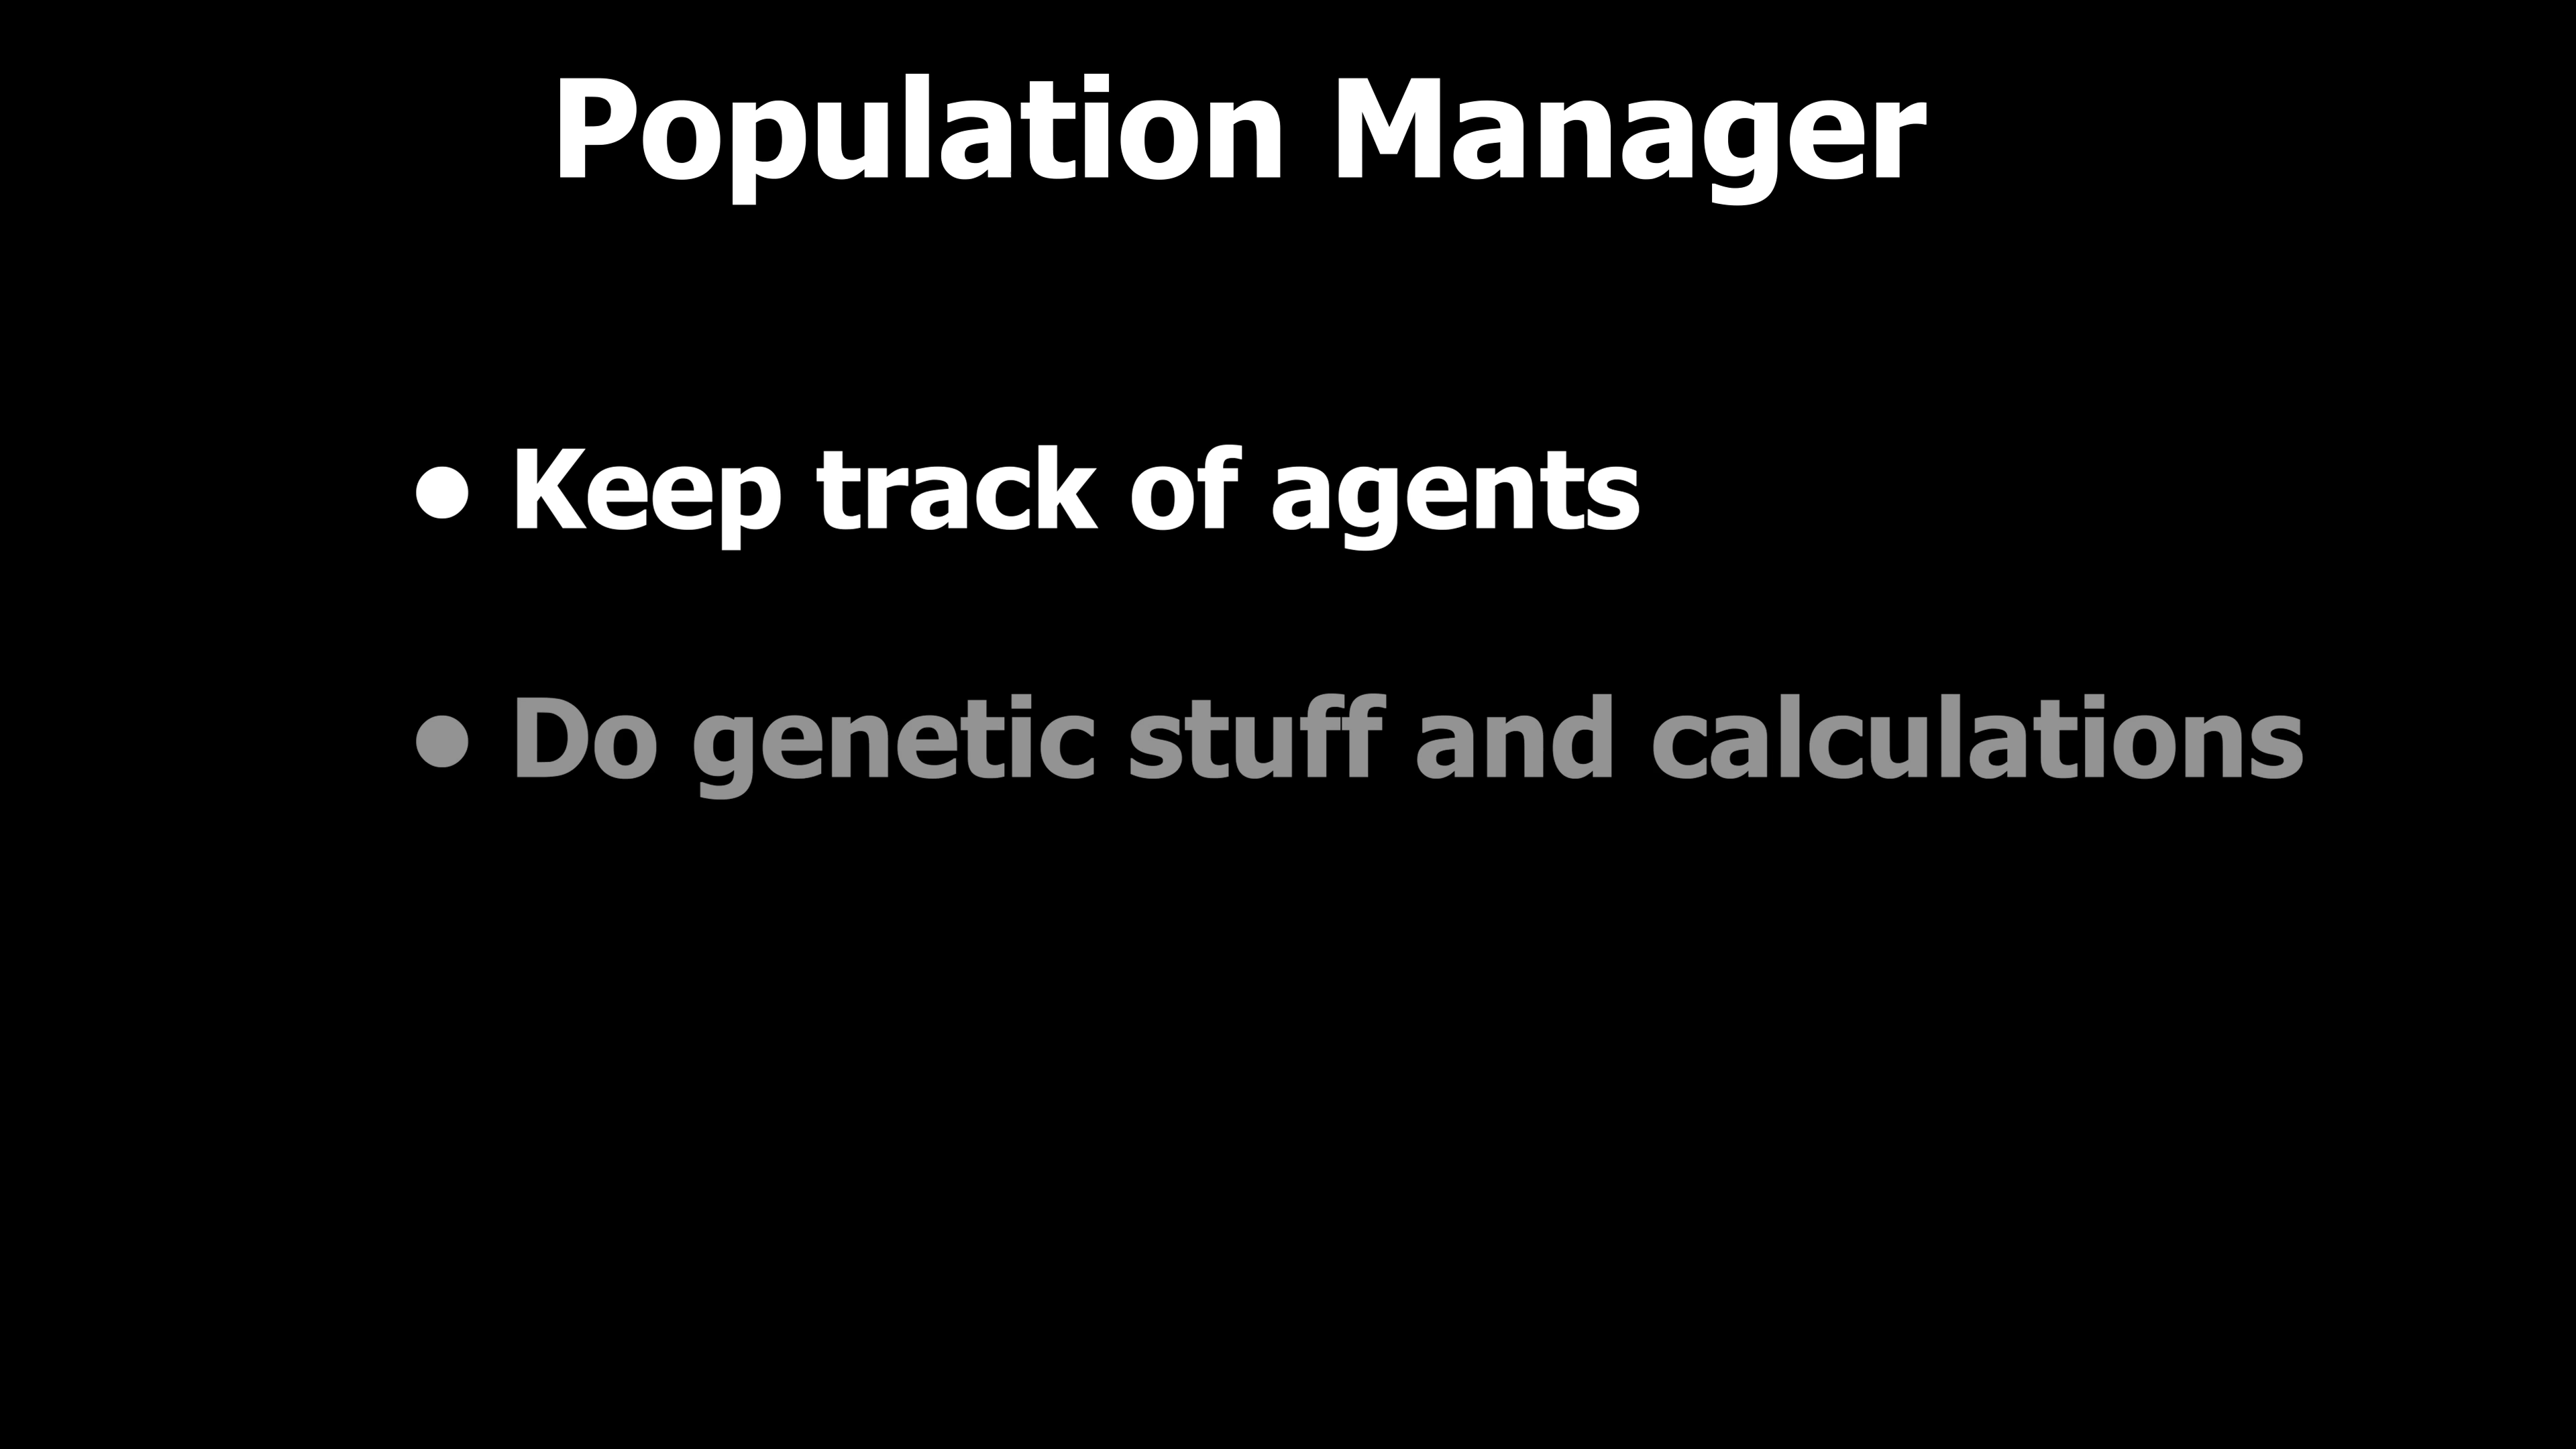 Population Manager
• Keep track of agents
• Do genetic stuff and calculations